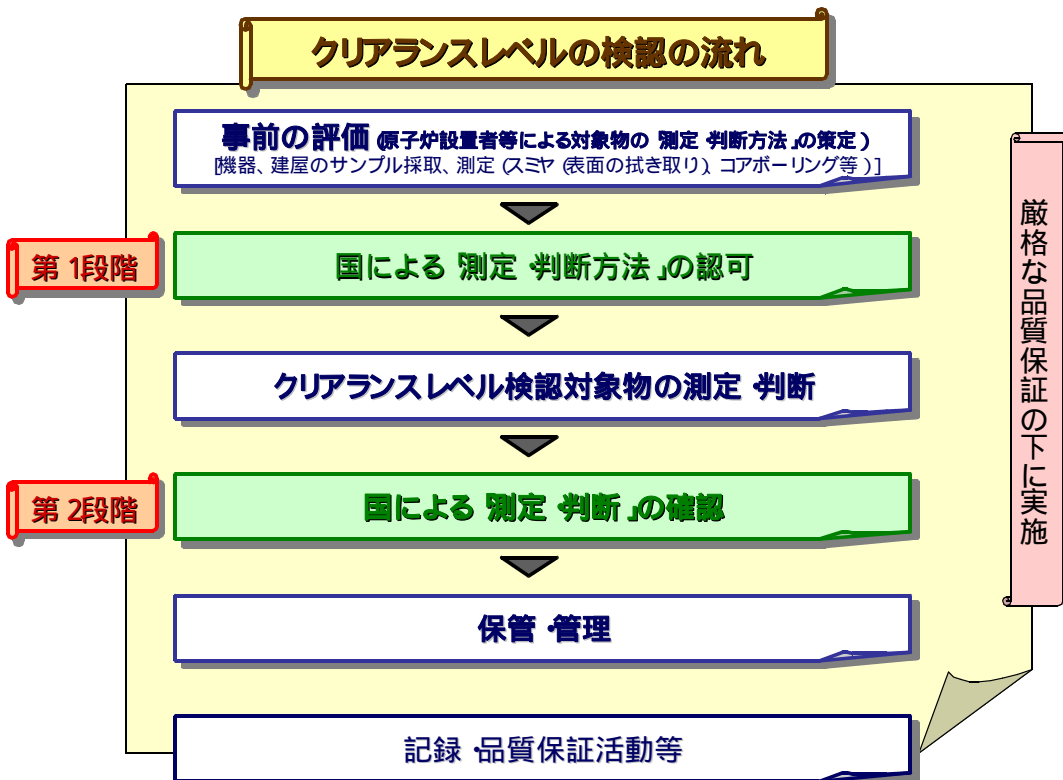 クリアランスレベルの検認の流れ
事前の評価(原子炉設置者等による対象物の「測定・判断方法」の策定)
[機器、建屋のサンプル採取、測定(スミヤ(表面の拭き取り)、コアボーリング等)]
第1段階
国による「測定・判断方法」の認可
クリアランスレベル検認対象物の測定・判断
第2段階
国による「測定・判断」の確認
保管・管理
記録・品質保証活動等
厳格な品質保証の下に実施